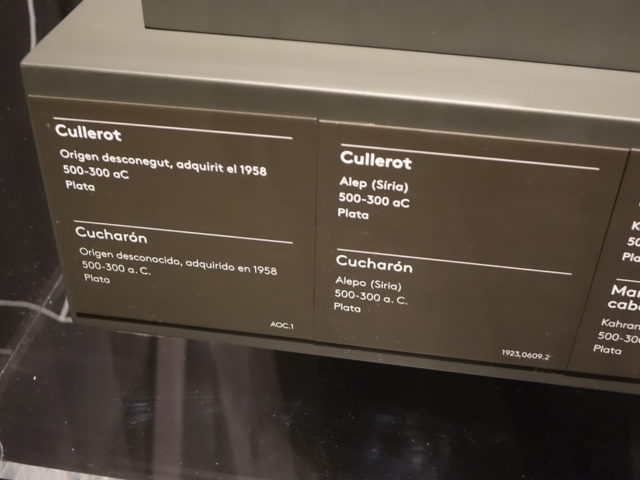 Cullerot
Origen desconegut, adquirit el 1958
500-300 aC
Plata
Cucharón
Origen desconocido, adquirido en 1958
500-300 a. C.
Plata
AOC.1
Cullerot
Alep (Síria)
500-300 aC
Plata
Cucharón
Alepo (Siria)
500-300 a. C.
Plata
1923,0609.2
Kahran
Plata